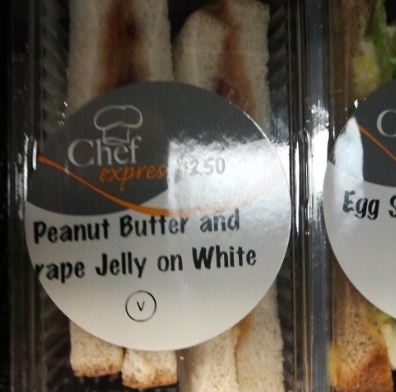 Chef
express $2.50
Peanut Butter and
rape Jelly on White
V
Egg S